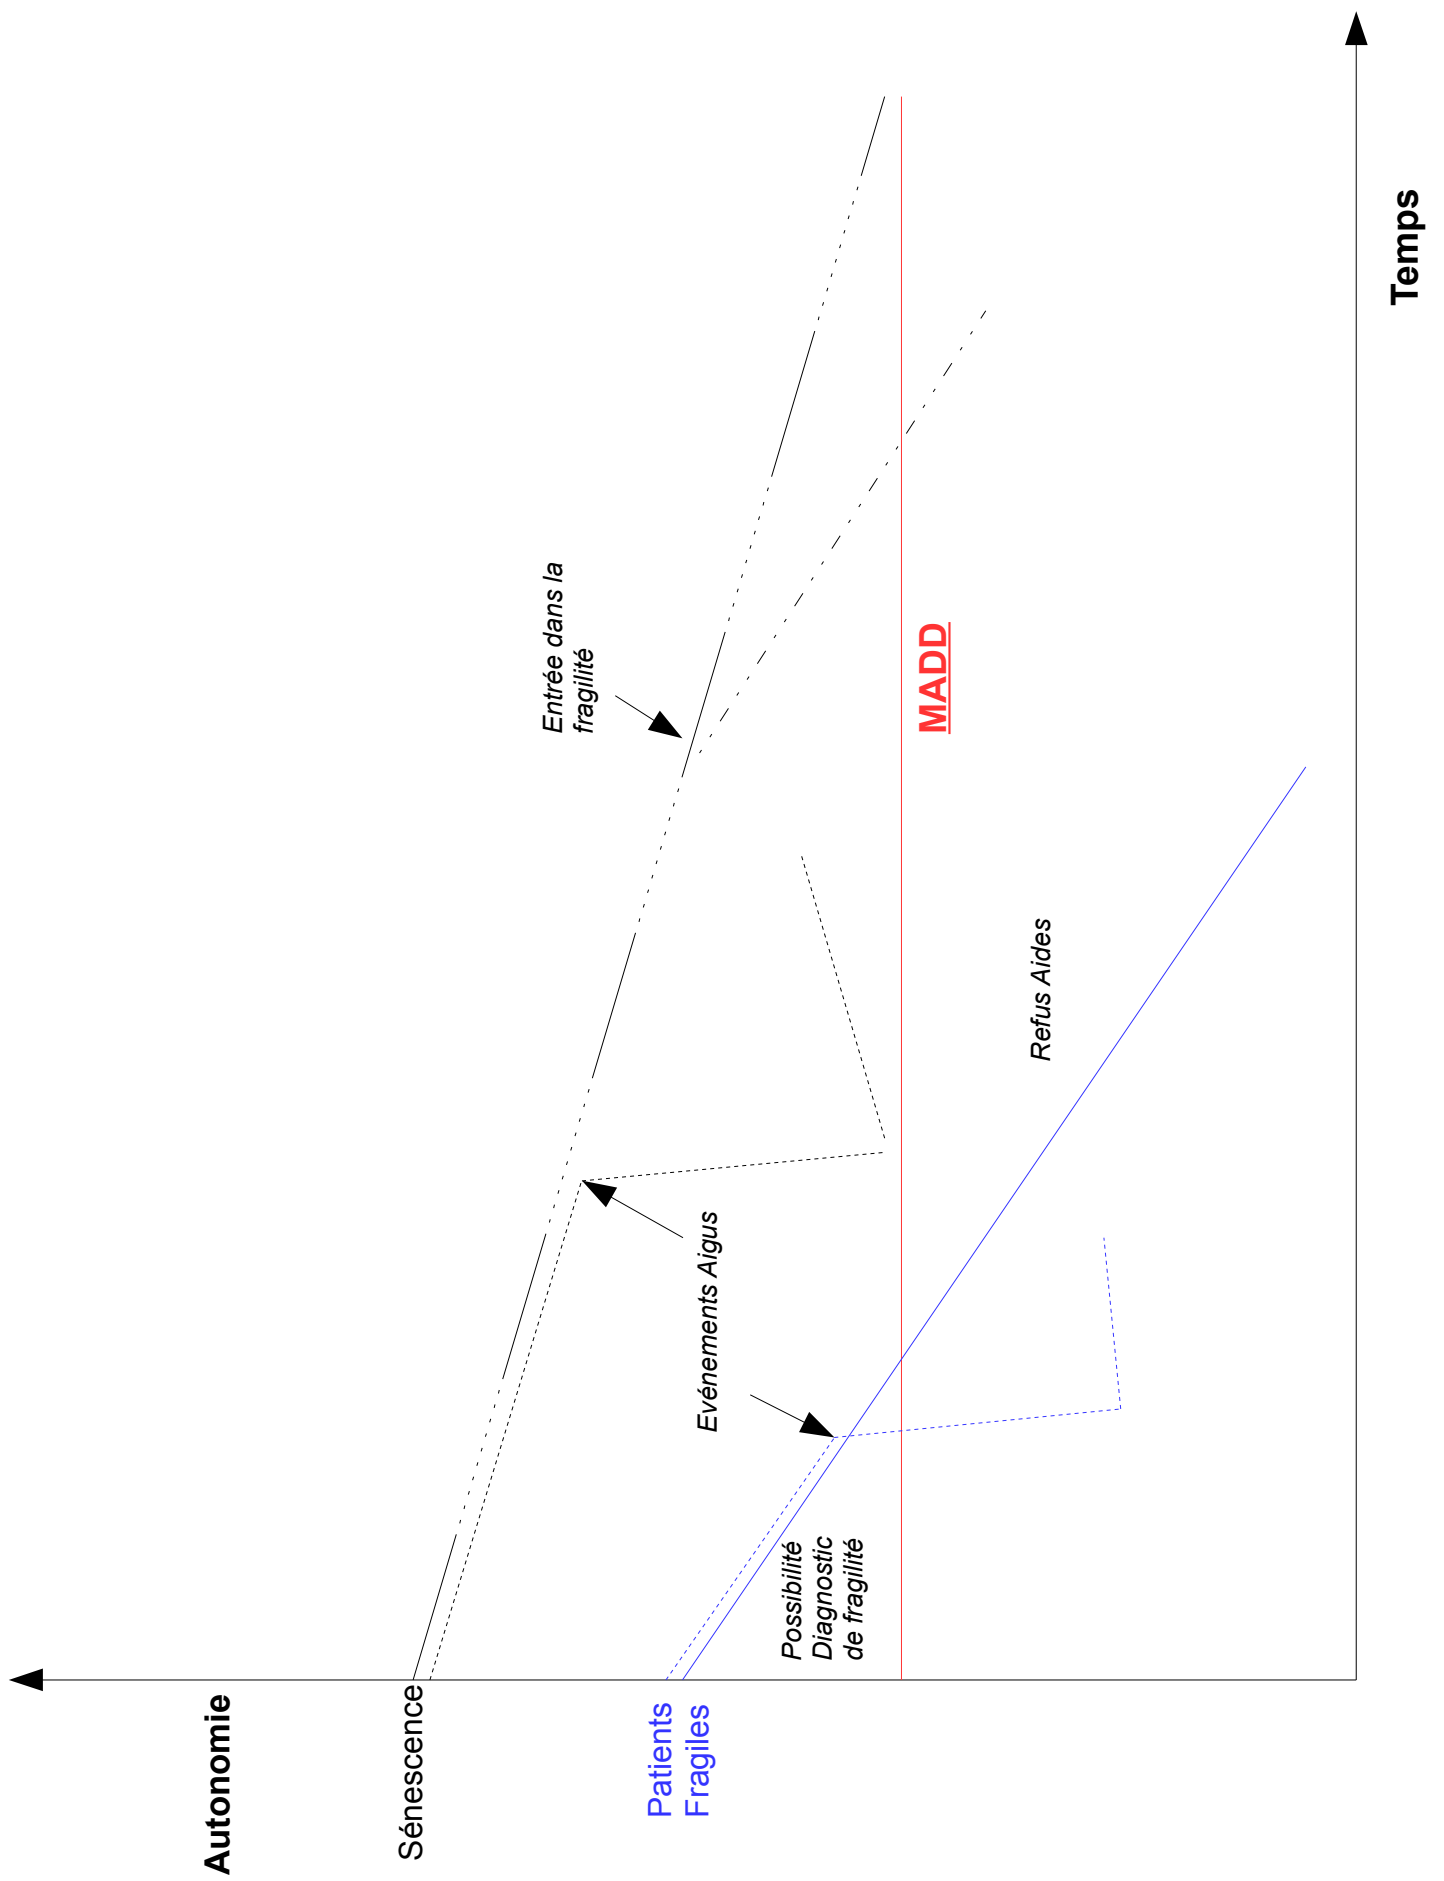 Autonomie
Sénescence
Patients
Fragiles
Entrée dans la
fragilité
Evénements Aigus
Possibilité
Diagnostic
de fragilité
MADD
Refus Aides
Temps